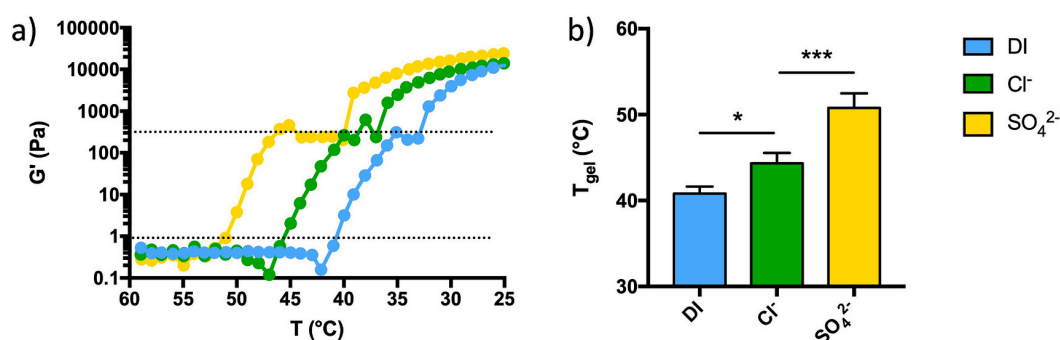 a)
100000
10000
1000
100
10
1
0.1
G' (Pa)
60 55 50 45 40 35 30 25
T (°C)
b)
60
50
40
30
T_gel (°C)
*
***
DI
Cl⁻
SO₄²⁻
DI
Cl⁻
SO₄²⁻